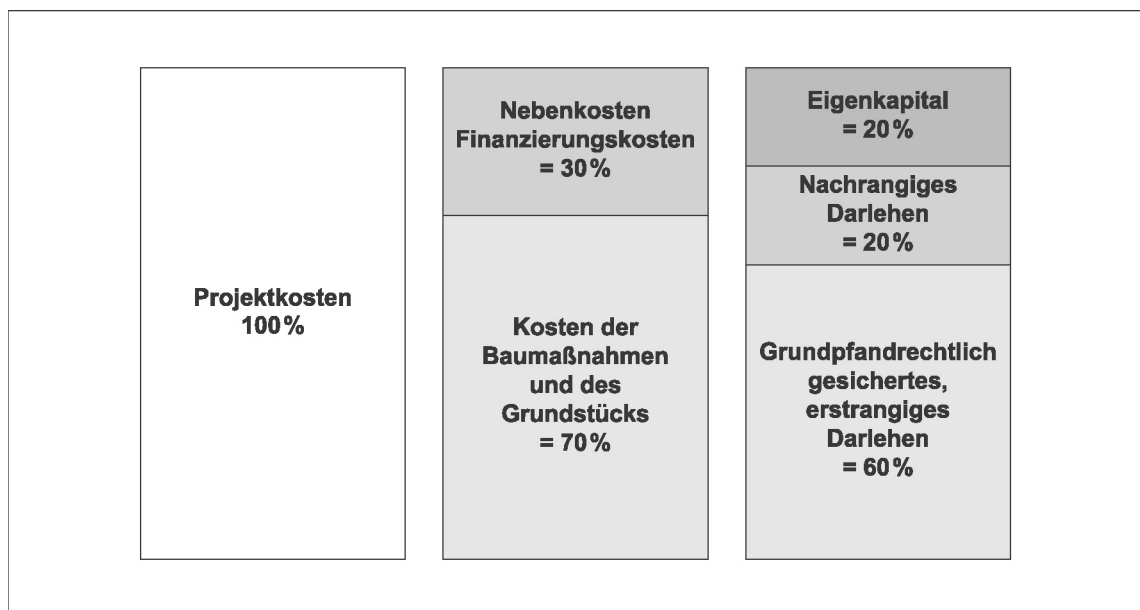 Projektkosten
100%
Nebenkosten
Finanzierungskosten
= 30%
Kosten der
Baumaßnahmen
und des
Grundstücks
= 70%
Eigenkapital
= 20%
Nachrangiges
Darlehen
= 20%
Grundpfandrechtlich
gesichertes,
erstrangiges
Darlehen
= 60%